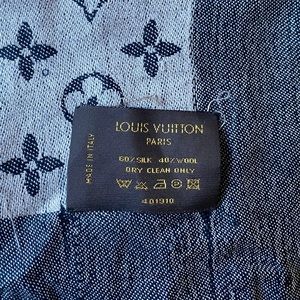 LOUIS VUITTON
PARIS
60% SILK 40% WOOL
DRY CLEAN ONLY
401910
MADE IN ITALY